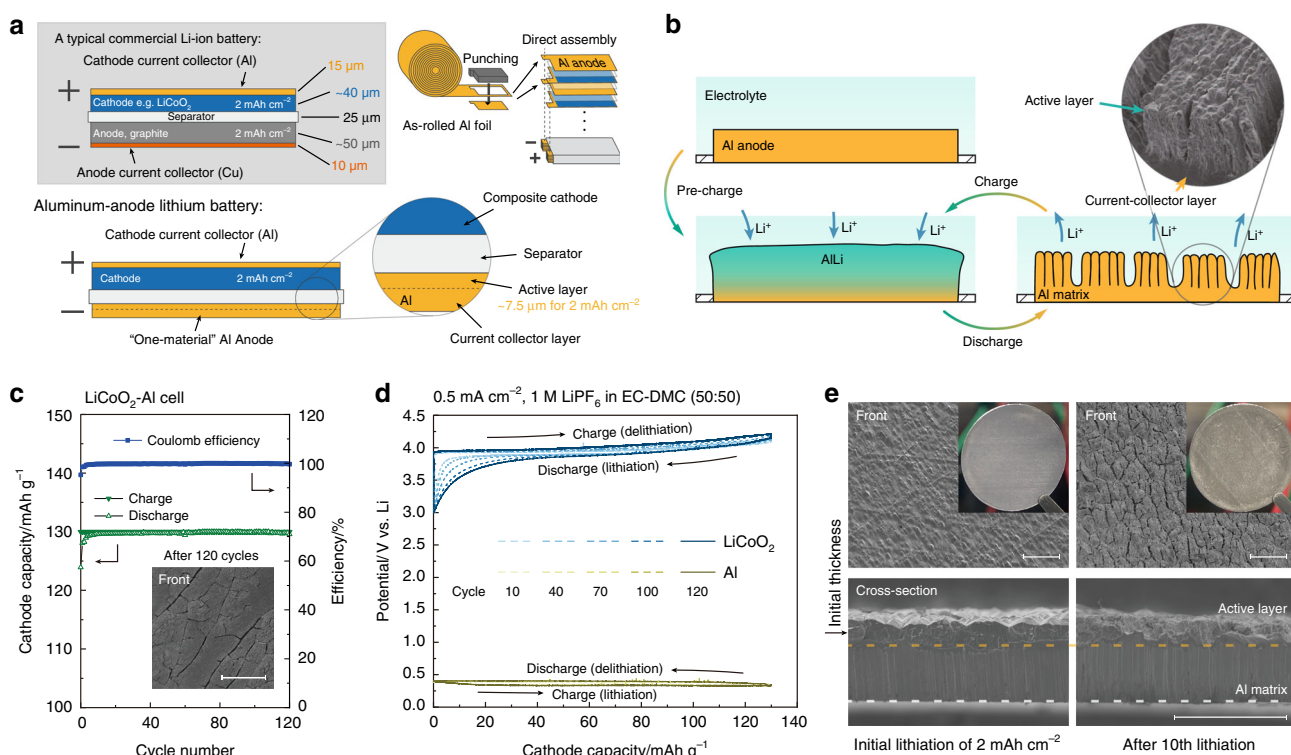 a
A typical commercial Li-ion battery:
Cathode current collector (Al)
15 µm
+
Cathode e.g. LiCoO₂
2 mAh cm⁻²
~40 µm
Separator
25 µm
Anode, graphite
2 mAh cm⁻²
~50 µm
−
10 µm
Anode current collector (Cu)
Punching
Direct assembly
Al anode
As-rolled Al foil
−
+
Aluminum-anode lithium battery:
Cathode current collector (Al)
+
Cathode
2 mAh cm⁻²
−
"One-material" Al Anode
Composite cathode
Separator
Active layer
~7.5 µm for 2 mAh cm⁻²
Al
Current collector layer
b
Electrolyte
Al anode
Pre-charge
Li⁺
Li⁺
Li⁺
AlLi
Charge
Discharge
Active layer
Current-collector layer
Li⁺
Li⁺
Li⁺
Al matrix
c
LiCoO₂-Al cell
150
140
130
120
110
100
Cathode capacity/mAh g⁻¹
120
100
80
60
40
20
0
Efficiency/%
Coulomb efficiency
Charge
Discharge
After 120 cycles
Front
0
40
80
120
Cycle number
d
0.5 mA cm⁻², 1 M LiPF₆ in EC-DMC (50:50)
4.5
4.0
3.5
3.0
2.5
2.0
1.5
1.0
0.5
0.0
Potential/ V vs. Li
Charge (delithiation)
Discharge (lithiation)
LiCoO₂
Al
Cycle 10 40 70 100 120
Discharge (delithiation)
Charge (lithiation)
0 20 40 60 80 100 120 140
Cathode capacity/mAh g⁻¹
e
Front
Front
Initial thickness
Cross-section
Active layer
Al matrix
Initial lithiation of 2 mAh cm⁻²
After 10th lithiation